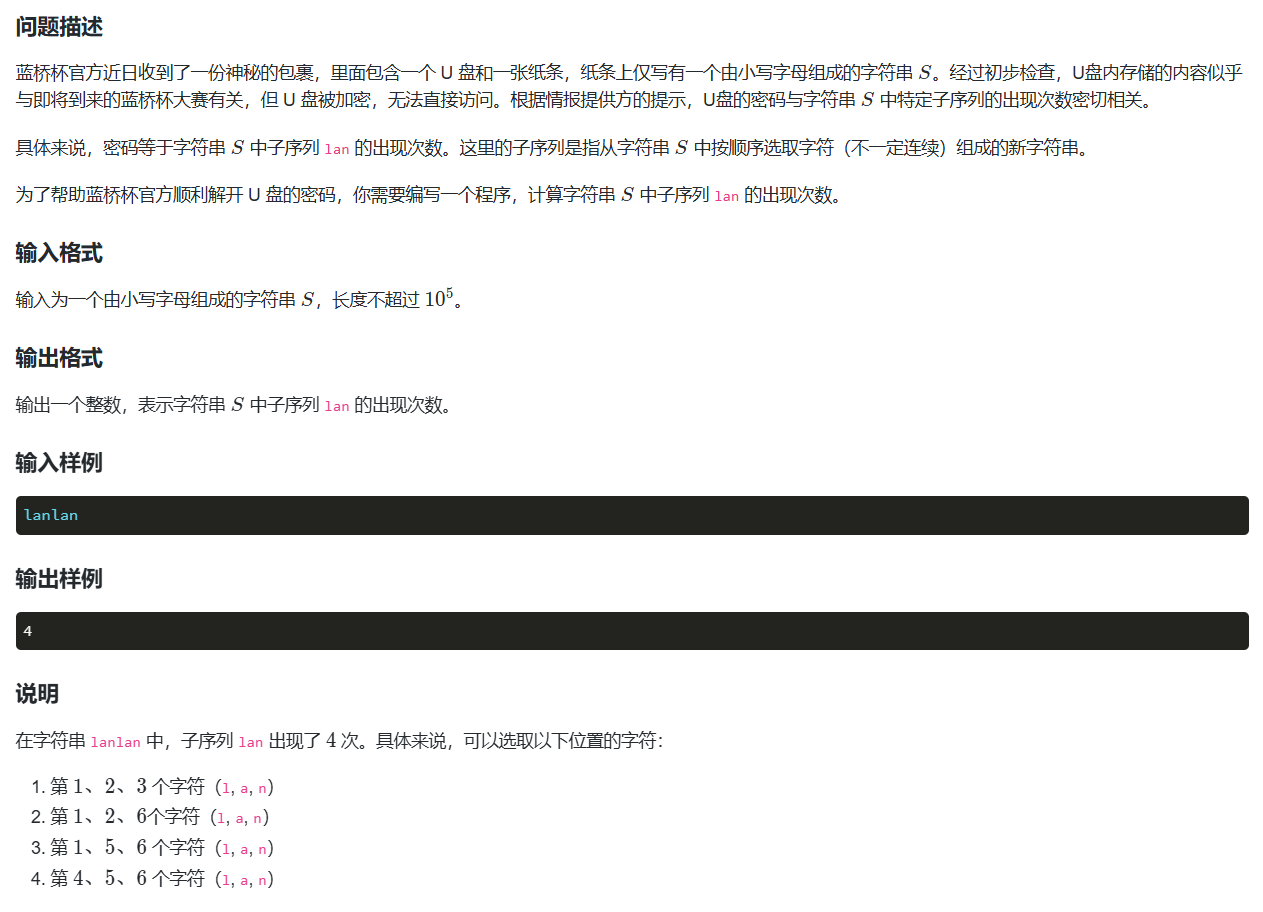 问题描述
蓝桥杯官方近日收到了一份神秘的包裹，里面包含一个 U 盘和一张纸条，纸条上仅写有一个由小写字母组成的字符串 S。经过初步检查，U盘内存储的内容似乎
与即将到来的蓝桥杯大赛有关，但 U 盘被加密，无法直接访问。根据情报提供方的提示，U盘的密码与字符串 S 中特定子序列的出现次数密切相关。
具体来说，密码等于字符串 S 中子序列 lan 的出现次数。这里的子序列是指从字符串 S 中按顺序选取字符（不一定连续）组成的新字符串。
为了帮助蓝桥杯官方顺利解开 U 盘的密码，你需要编写一个程序，计算字符串 S 中子序列 lan 的出现次数。
输入格式
输入为一个由小写字母组成的字符串 S，长度不超过 10^5。
输出格式
输出一个整数，表示字符串 S 中子序列 lan 的出现次数。
输入样例
lanlan
输出样例
4
说明
在字符串 lanlan 中，子序列 lan 出现了 4 次。具体来说，可以选取以下位置的字符：
1. 第 1、2、3 个字符（l, a, n）
2. 第 1、2、6个字符（l, a, n）
3. 第 1、5、6 个字符（l, a, n）
4. 第 4、5、6 个字符（l, a, n）